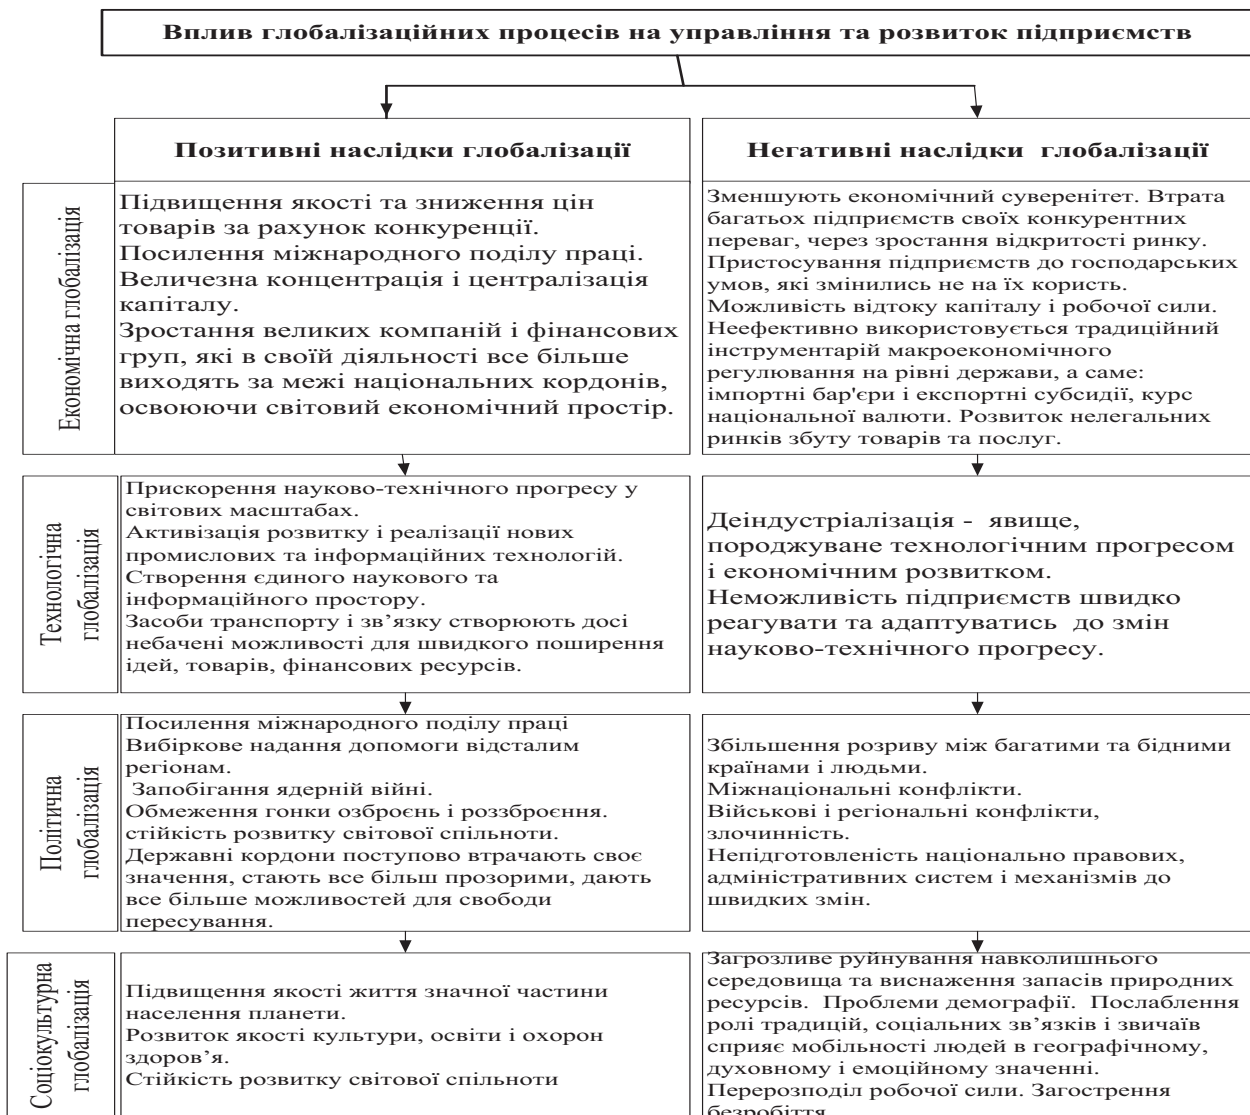 Вплив глобалізаційних процесів на управління та розвиток підприємств
Позитивні наслідки глобалізації
Негативні наслідки глобалізації
Економічна глобалізація
Підвищення якості та зниження цін
товарів за рахунок конкуренції.
Посилення міжнародного поділу праці.
Величезна концентрація і централізація
капіталу.
Зростання великих компаній і фінансових
груп, які в своїй діяльності все більше
виходять за межі національних кордонів,
освоюючи світовий економічний простір.
Зменшують економічний суверенітет. Втрата
багатьох підприємств своїх конкурентних
переваг, через зростання відкритості ринку.
Пристосування підприємств до господарських
умов, які змінились не на їх користь.
Можливість відтоку капіталу і робочої сили.
Неефективно використовується традиційний
інструментарій макроекономічного
регулювання на рівні держави, а саме:
імпортні бар'єри і експортні субсидії, курс
національної валюти. Розвиток нелегальних
ринків збуту товарів та послуг.
Технологічна
глобалізація
Прискорення науково-технічного прогресу у
світових масштабах.
Активізація розвитку і реалізації нових
промислових та інформаційних технологій.
Створення єдиного наукового та
інформаційного простору.
Засоби транспорту і зв’язку створюють досі
небачені можливості для швидкого поширення
ідей, товарів, фінансових ресурсів.
Деіндустріалізація - явище,
породжуване технологічним прогресом
і економічним розвитком.
Неможливість підприємств швидко
реагувати та адаптуватись до змін
науково-технічного прогресу.
Політична
глобалізація
Посилення міжнародного поділу праці
Вибіркове надання допомоги відсталим
регіонам.
Запобігання ядерній війні.
Обмеження гонки озброєнь і роззброєння.
стійкість розвитку світової спільноти.
Державні кордони поступово втрачають своє
значення, стають все більш прозорими, дають
все більше можливостей для свободи
пересування.
Збільшення розриву між багатими та бідними
країнами і людьми.
Міжнаціональні конфлікти.
Військові і регіональні конфлікти,
злочинність.
Непідготовленість національно правових,
адміністративних систем і механізмів до
швидких змін.
Соціокультурна
глобалізація
Підвищення якості життя значної частини
населення планети.
Розвиток якості культури, освіти і охорон
здоров’я.
Стійкість розвитку світової спільноти
Загрозливе руйнування навколишнього
середовища та виснаження запасів природних
ресурсів. Проблеми демографії. Послаблення
ролі традицій, соціальних зв’язків і звичаїв
сприяє мобільності людей в географічному,
духовному і емоційному значенні.
Перерозподіл робочої сили. Загострення
безробіття